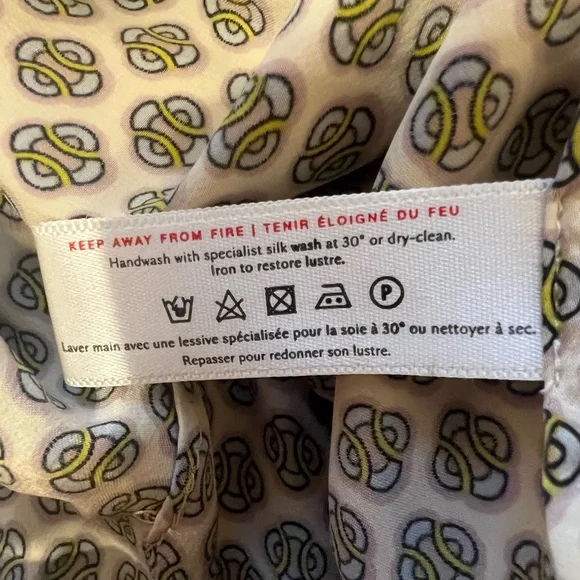 KEEP AWAY FROM FIRE | TENIR ÉLOIGNÉ DU FEU
Handwash with specialist silk wash at 30° or dry-clean.
Iron to restore lustre.
P
Laver main avec une lessive spécialisée pour la soie à 30° ou nettoyer à sec.
Repasser pour redonner son lustre.